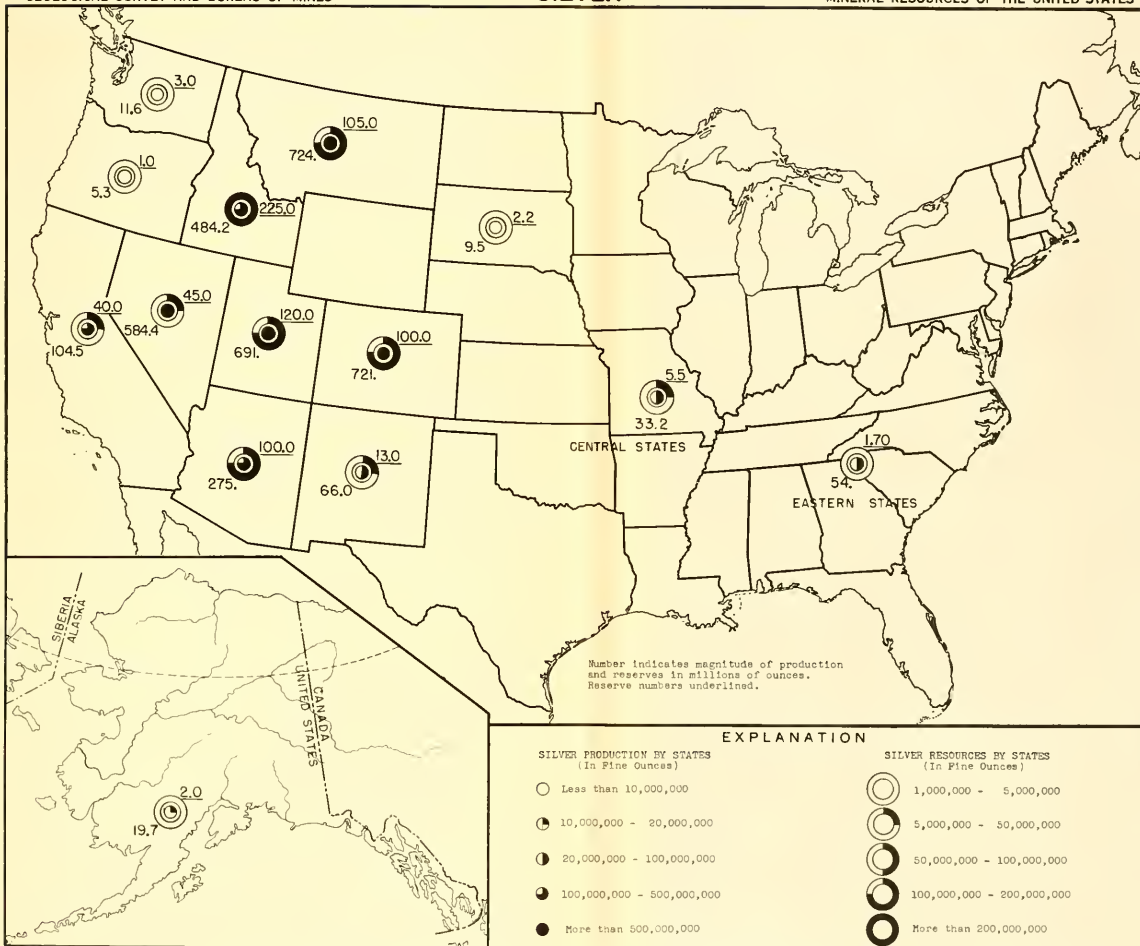 SILVER
3.0
11.6
105.0
724.
1.0
5.3
225.0
484.2
2.2
9.5
40.0
104.5
45.0
584.4
120.0
691.
100.0
721.
5.5
33.2
CENTRAL STATES
1.70
54.
EASTERN STATES
100.0
275.
13.0
66.0
SIBERIA
ALASKA
CANADA
UNITED STATES
2.0
19.7
Number indicates magnitude of production
and reserves in millions of ounces.
Reserve numbers underlined.
EXPLANATION
SILVER PRODUCTION BY STATES
(In Fine Ounces)
Less than 10,000,000
10,000,000 - 20,000,000
20,000,000 - 100,000,000
100,000,000 - 500,000,000
More than 500,000,000
SILVER RESOURCES BY STATES
(In Fine Ounces)
1,000,000 - 5,000,000
5,000,000 - 50,000,000
50,000,000 - 100,000,000
100,000,000 - 200,000,000
More than 200,000,000